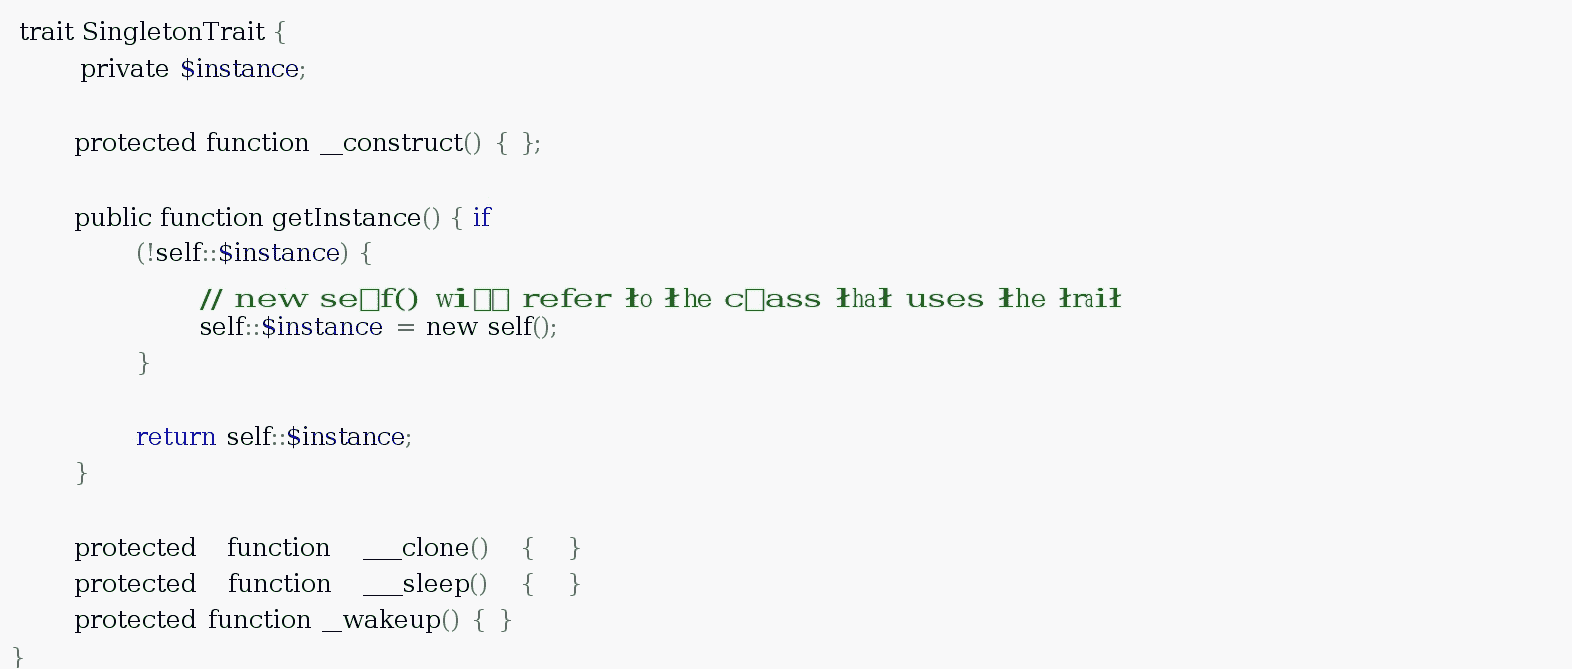 trait SingletonTrait {
private $instance;
protected function __construct() { };
public function getInstance() { if
(!self::$instance) {
// new self() will refer to the class that uses the trait
self::$instance = new self();
}
return self::$instance;
}
protected function __clone() { }
protected function __sleep() { }
protected function __wakeup() { }
}